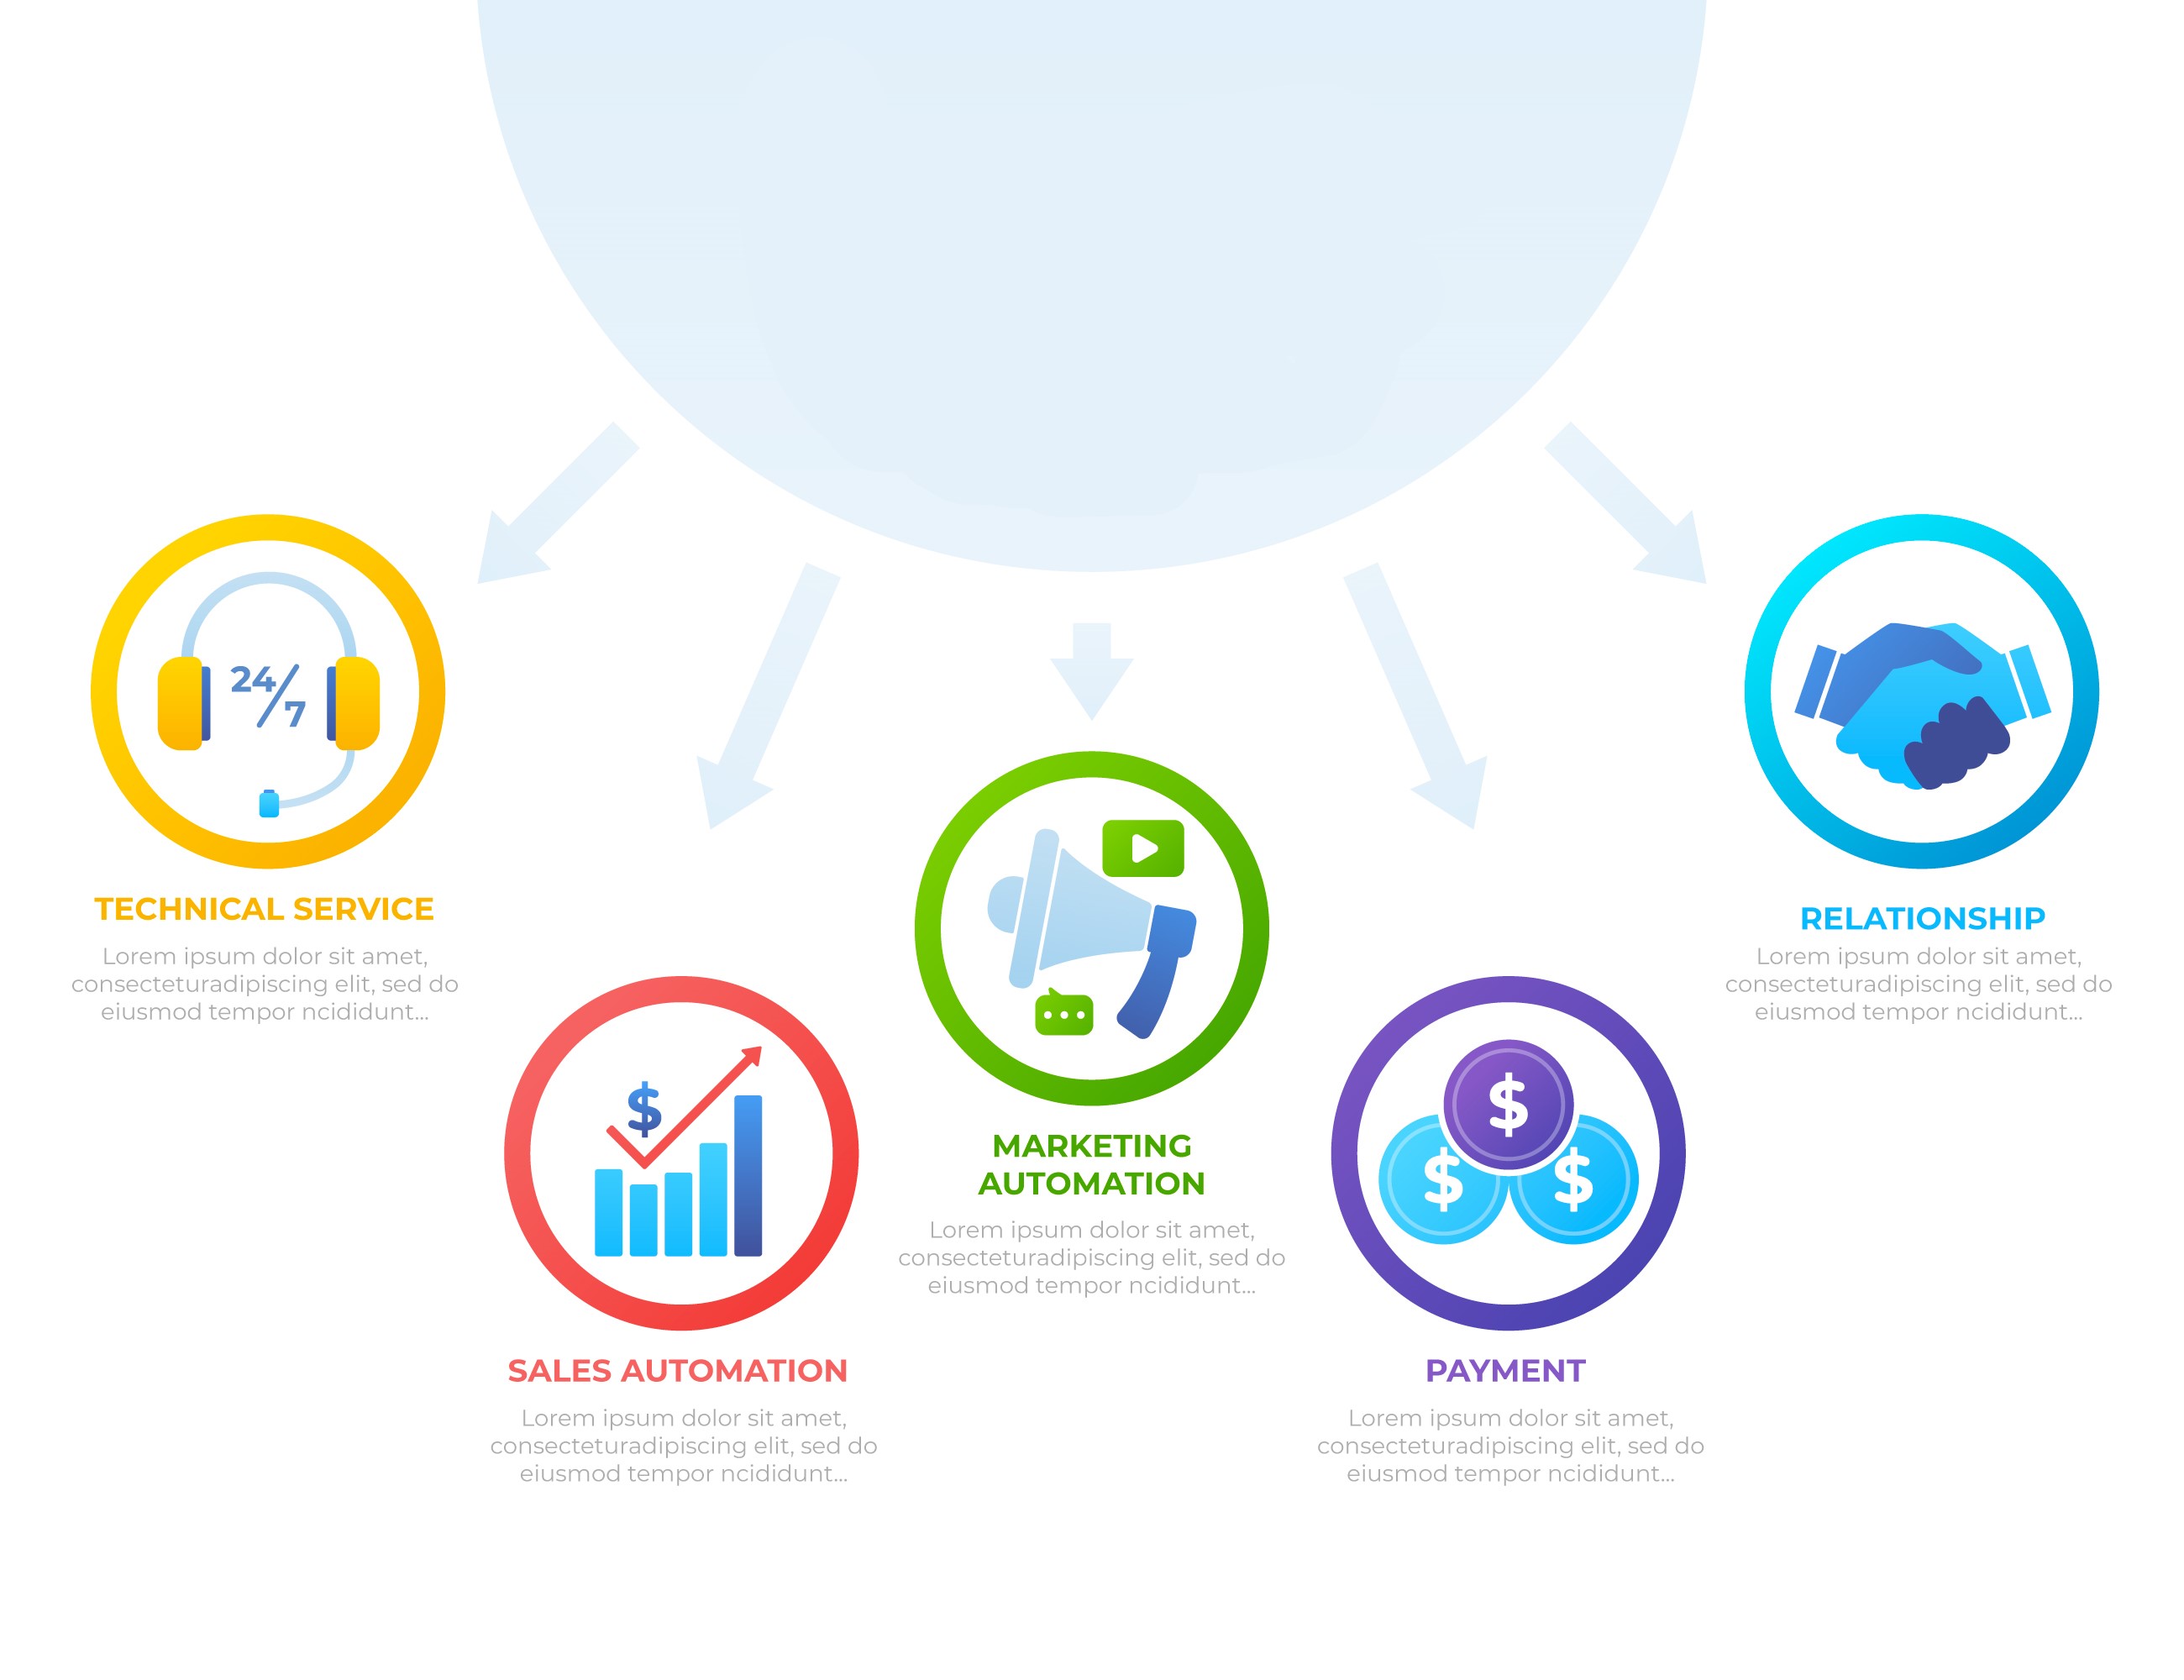 24/7
TECHNICAL SERVICE
Lorem ipsum dolor sit amet,
consecteturadipiscing elit, sed do
eiusmod tempor ncididunt...
$
SALES AUTOMATION
Lorem ipsum dolor sit amet,
consecteturadipiscing elit, sed do
eiusmod tempor ncididunt...
MARKETING
AUTOMATION
Lorem ipsum dolor sit amet,
consecteturadipiscing elit, sed do
eiusmod tempor ncididunt...
$
$ $
PAYMENT
Lorem ipsum dolor sit amet,
consecteturadipiscing elit, sed do
eiusmod tempor ncididunt...
RELATIONSHIP
Lorem ipsum dolor sit amet,
consecteturadipiscing elit, sed do
eiusmod tempor ncididunt...